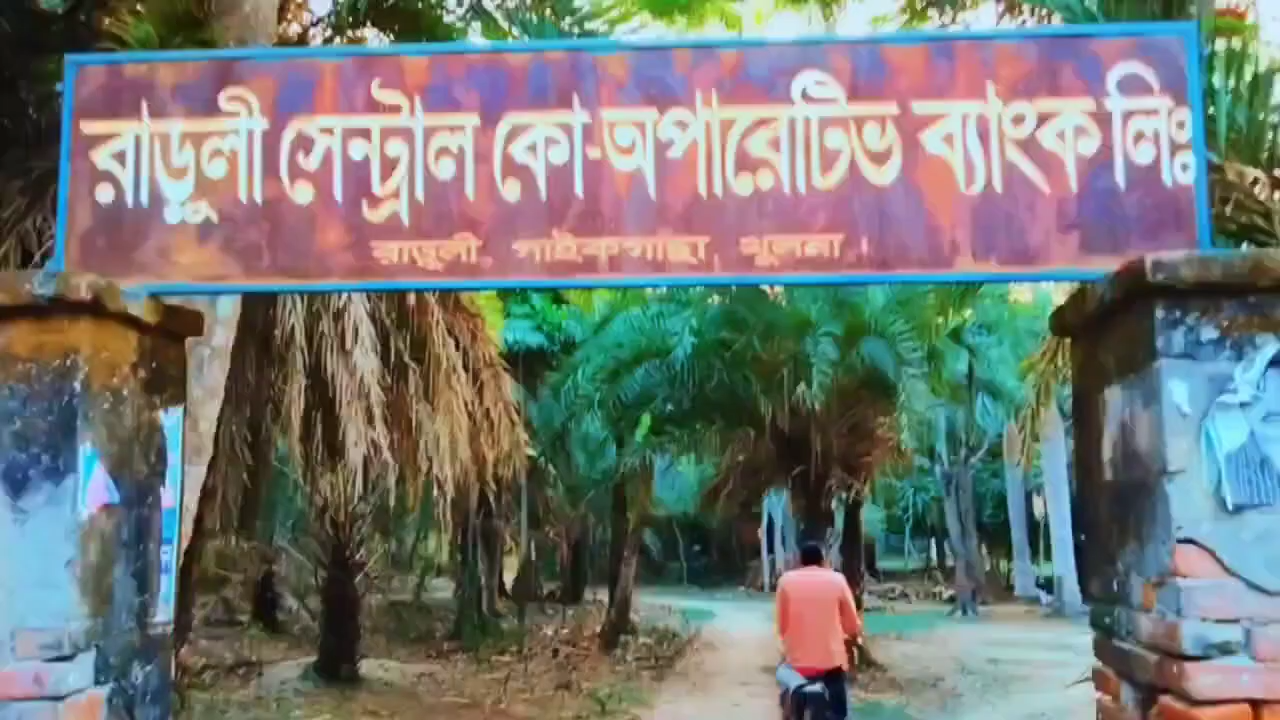 রাড়ুলী সেন্ট্রাল কো-অপারেটিভ ব্যাংক লিঃ
রাড়ুলী, পাইকগাছা, খুলনা।